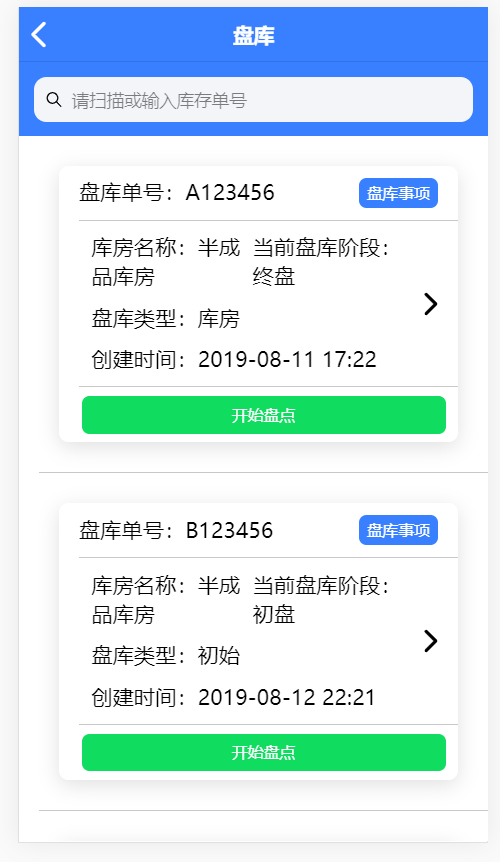 盘库
请扫描或输入库存单号
盘库单号：A123456 盘库事项
库房名称：半成 当前盘库阶段：
品库房 终盘
盘库类型：库房
创建时间：2019-08-11 17:22
开始盘点
盘库单号：B123456 盘库事项
库房名称：半成 当前盘库阶段：
品库房 初盘
盘库类型：初始
创建时间：2019-08-12 22:21
开始盘点